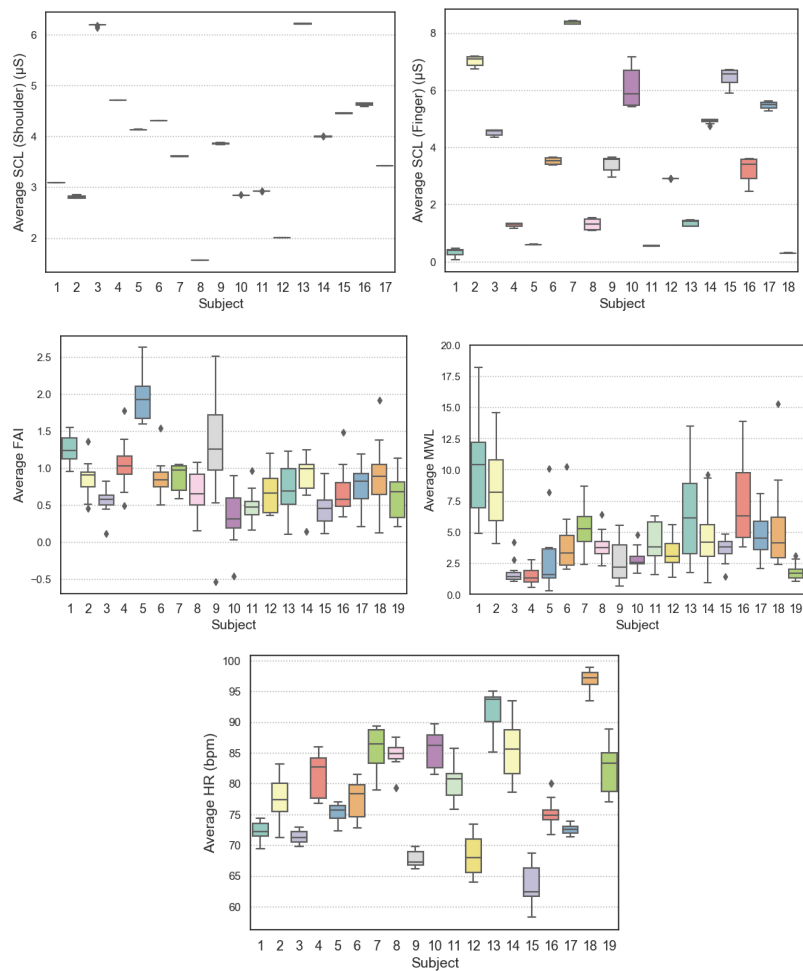 Average SCL (Shoulder) (µS)
6
5
4
3
2
1 2 3 4 5 6 7 8 9 10 11 12 13 14 15 16 17
Subject
Average SCL (Finger) (µS)
8
6
4
2
0
1 2 3 4 5 6 7 8 9 10 11 12 13 14 15 16 17 18
Subject
Average FAI
2.5
2.0
1.5
1.0
0.5
0.0
−0.5
1 2 3 4 5 6 7 8 9 10 11 12 13 14 15 16 17 18 19
Subject
Average MWL
20.0
17.5
15.0
12.5
10.0
7.5
5.0
2.5
0.0
1 2 3 4 5 6 7 8 9 10 11 12 13 14 15 16 17 18 19
Subject
Average HR (bpm)
100
95
90
85
80
75
70
65
60
1 2 3 4 5 6 7 8 9 10 11 12 13 14 15 16 17 18 19
Subject